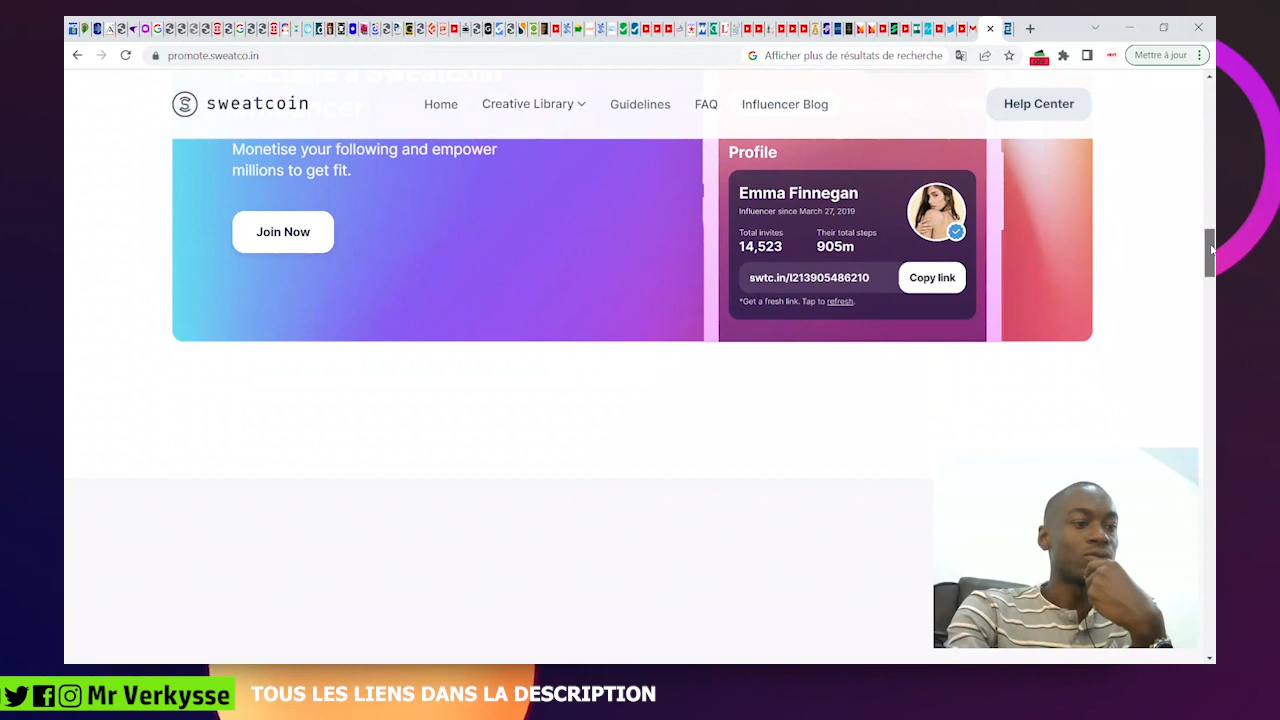 promote.sweatco.in
Afficher plus de résultats de recherche
Mettre à jour
sweatcoin
Home
Creative Library
Guidelines
FAQ
Influencer Blog
Help Center
Monetise your following and empower
millions to get fit.
Join Now
Profile
Emma Finnegan
Influencer since March 27, 2019
Total invites
Their total steps
14,523
905m
swtc.in/I213905486210
Copy link
*Get a fresh link. Tap to refresh.
Mr Verkysse
TOUS LES LIENS DANS LA DESCRIPTION